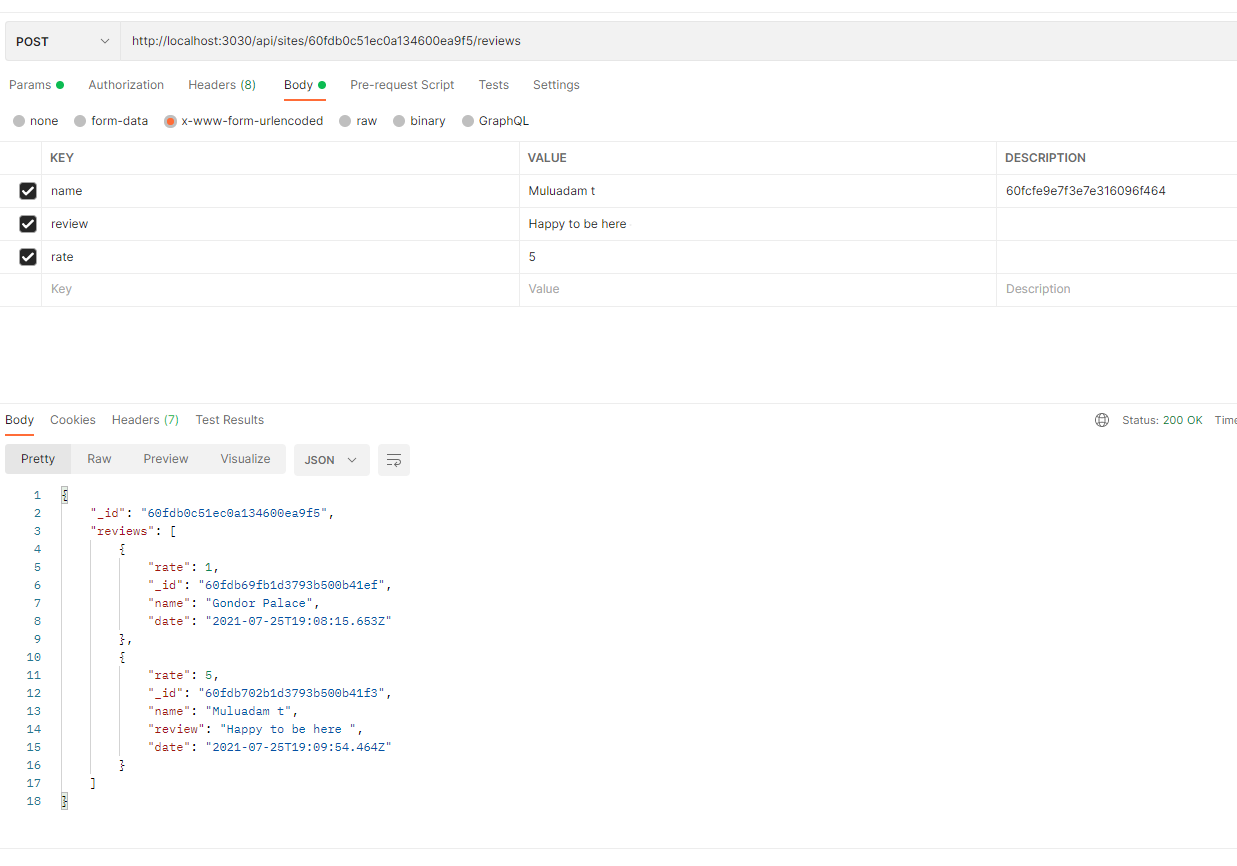 POST http://localhost:3030/api/sites/60fdb0c51ec0a134600ea9f5/reviews
Params Authorization Headers (8) Body Pre-request Script Tests Settings
none form-data x-www-form-urlencoded raw binary GraphQL
KEY VALUE DESCRIPTION
name Muluadam t 60fcfe9e7f3e7e316096f464
review Happy to be here
rate 5
Key Value Description
Body Cookies Headers (7) Test Results Status: 200 OK Time
Pretty Raw Preview Visualize JSON
1 {
2 "_id": "60fdb0c51ec0a134600ea9f5",
3 "reviews": [
4 {
5 "rate": 1,
6 "_id": "60fdb69fb1d3793b500b41ef",
7 "name": "Gondor Palace",
8 "date": "2021-07-25T19:08:15.653Z"
9 },
10 {
11 "rate": 5,
12 "_id": "60fdb702b1d3793b500b41f3",
13 "name": "Muluadam t",
14 "review": "Happy to be here ",
15 "date": "2021-07-25T19:09:54.464Z"
16 }
17 ]
18 }